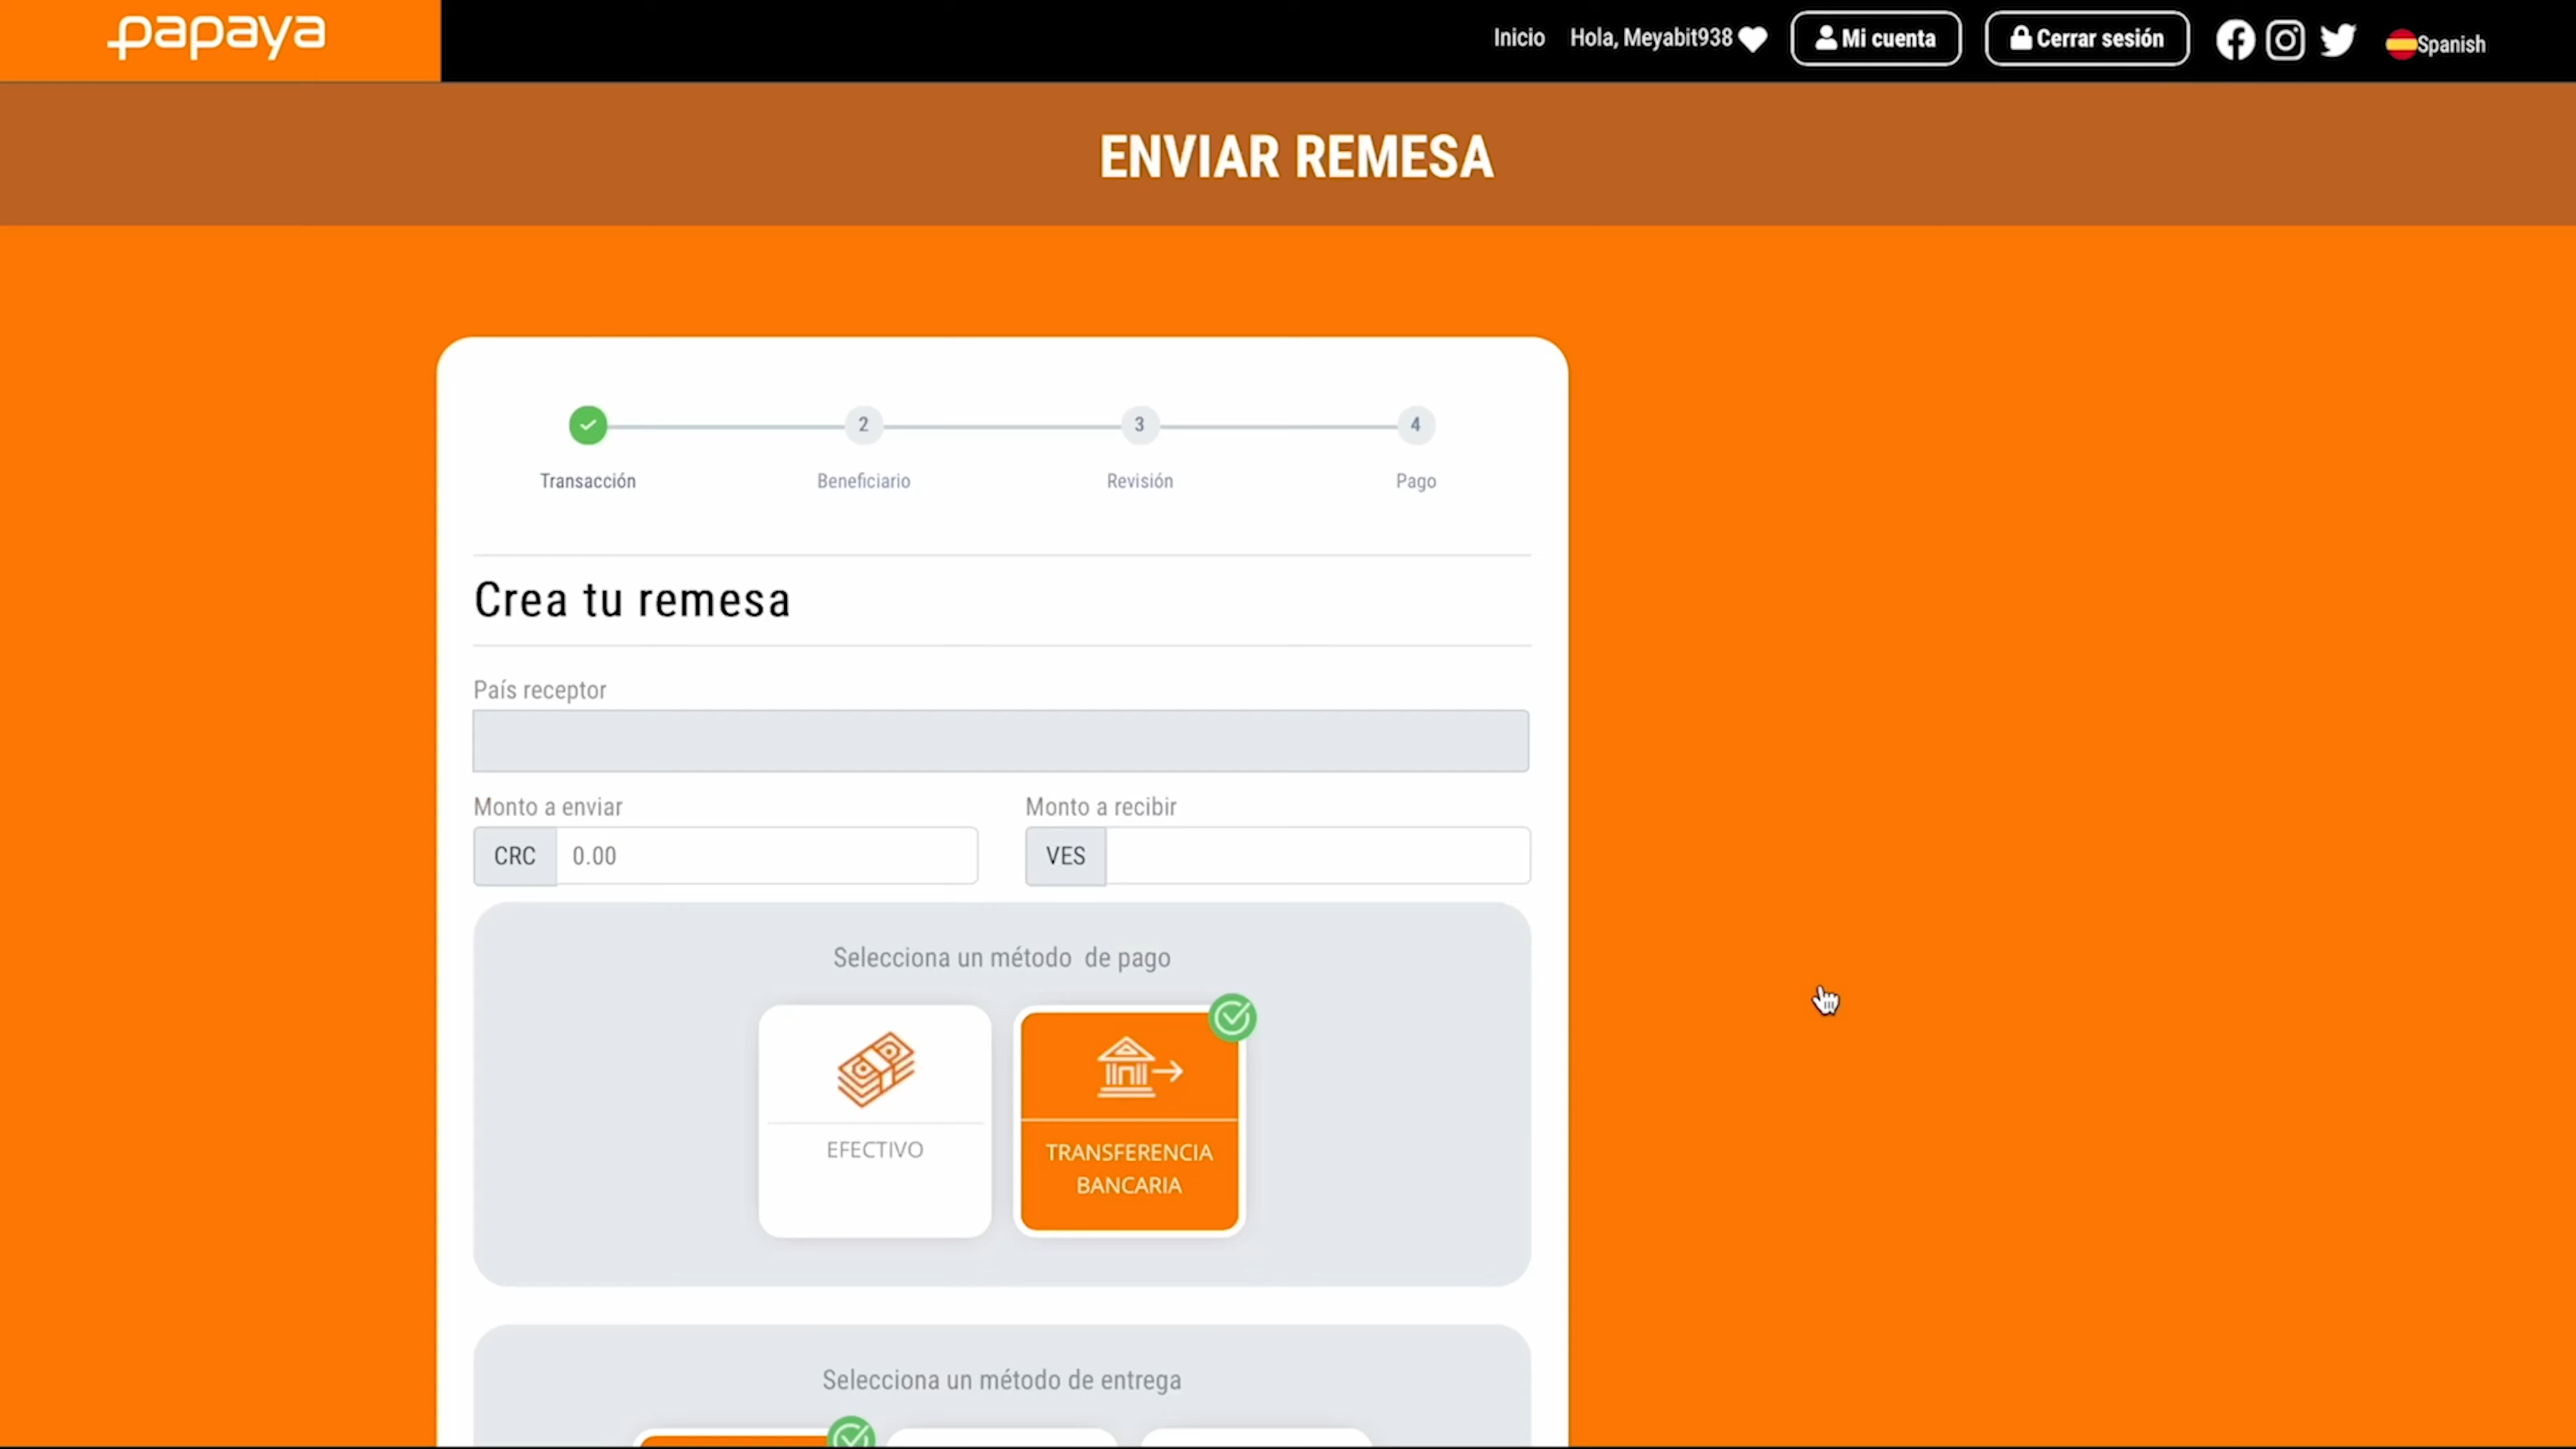 papaya
Inicio Hola, Meyabit938 Mi cuenta Cerrar sesión Spanish
ENVIAR REMESA
2 3 4
Transacción Beneficiario Revisión Pago
Crea tu remesa
País receptor
Monto a enviar Monto a recibir
CRC 0.00 VES
Selecciona un método de pago
EFECTIVO
TRANSFERENCIA
BANCARIA
Selecciona un método de entrega